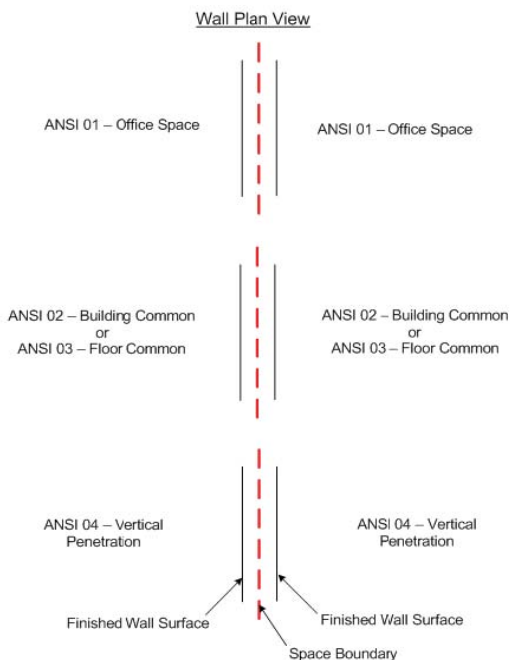 Wall Plan View
ANSI 01 – Office Space
ANSI 01 – Office Space
ANSI 02 – Building Common
or
ANSI 03 – Floor Common
ANSI 02 – Building Common
or
ANSI 03 – Floor Common
ANSI 04 – Vertical
Penetration
ANSI 04 – Vertical
Penetration
Finished Wall Surface
Finished Wall Surface
Space Boundary